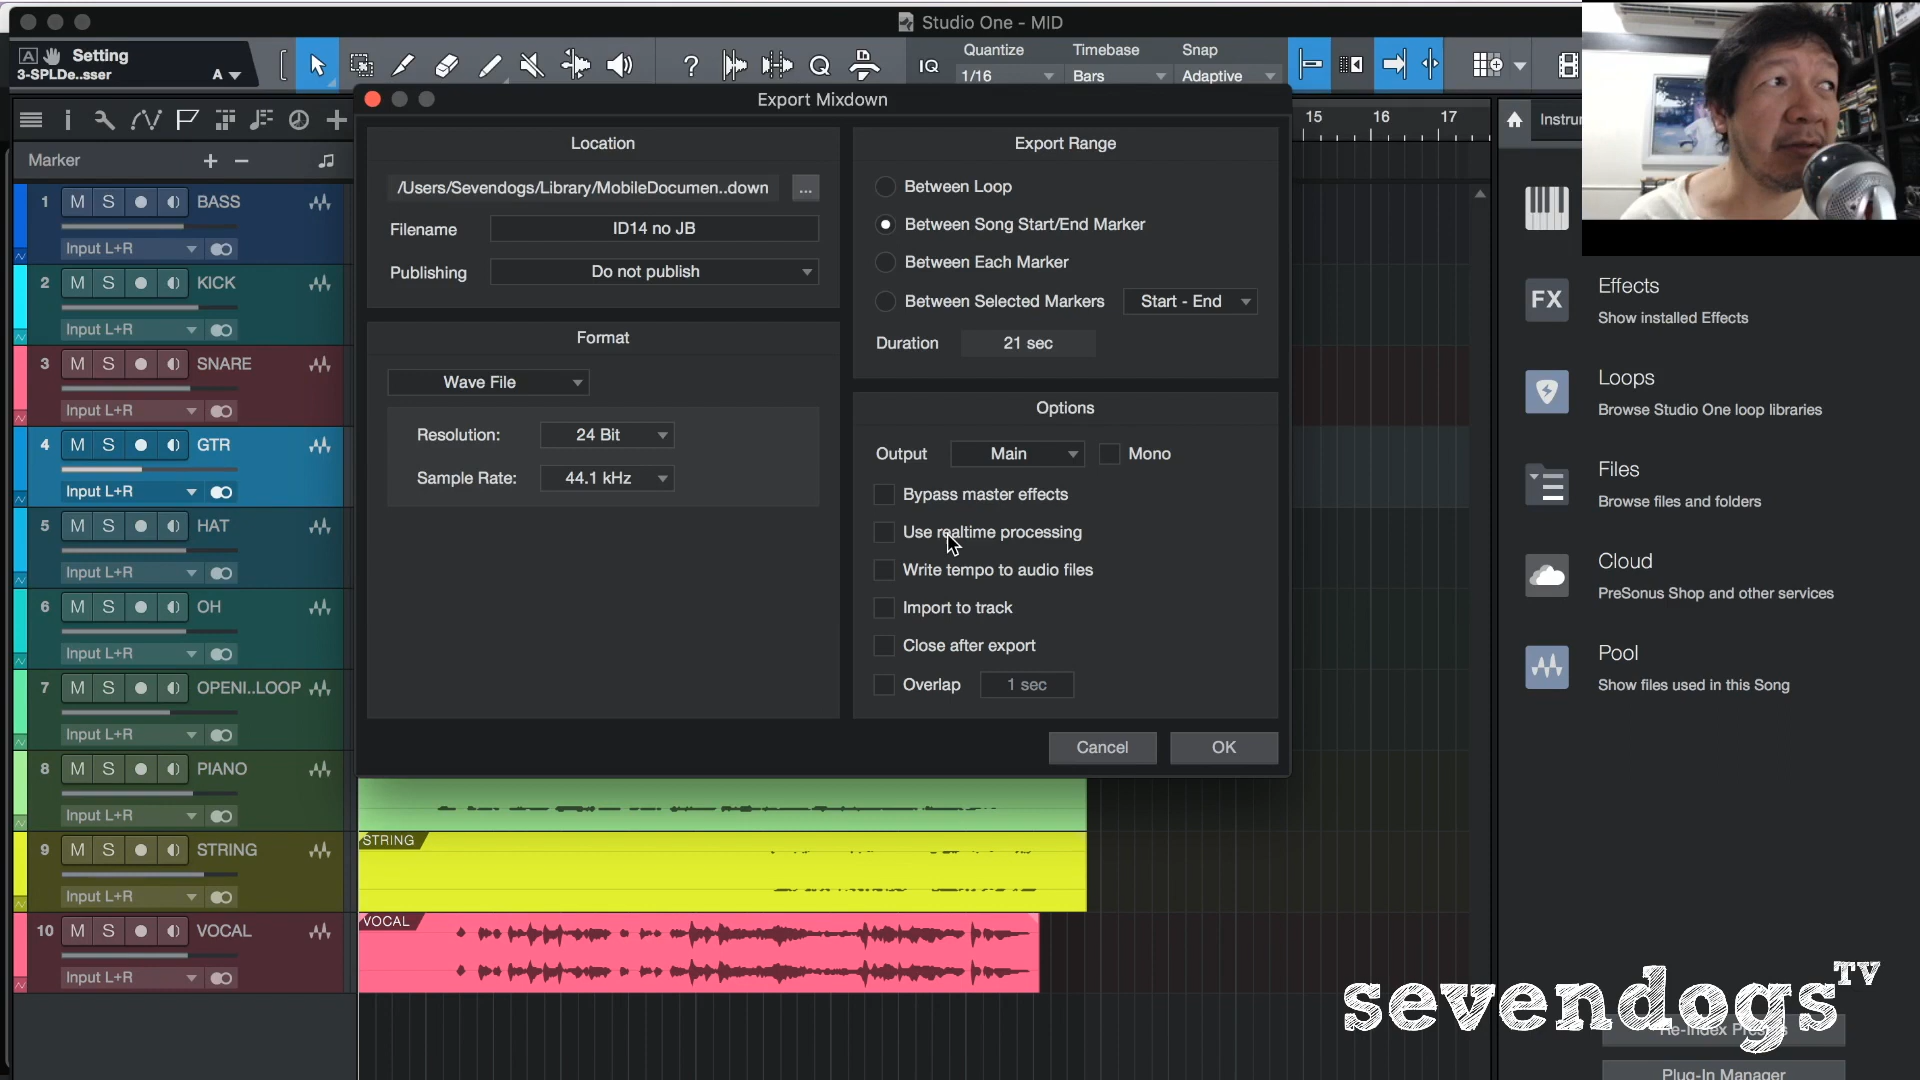 Studio One - MID
A Setting
3-SPLDe..sser A
Quantize
1/16
Timebase
Bars
Snap
Adaptive
IQ
Export Mixdown
15 16 17
Instru
Marker
1 M S BASS
Input L+R
2 M S KICK
Input L+R
3 M S SNARE
Input L+R
4 M S GTR
Input L+R
5 M S HAT
Input L+R
6 M S OH
Input L+R
7 M S OPENI..LOOP
Input L+R
8 M S PIANO
Input L+R
9 M S STRING
Input L+R
10 M S VOCAL
Input L+R
Location
/Users/Sevendogs/Library/MobileDocumen..down ...
Filename ID14 no JB
Publishing Do not publish
Format
Wave File
Resolution: 24 Bit
Sample Rate: 44.1 kHz
Export Range
Between Loop
Between Song Start/End Marker
Between Each Marker
Between Selected Markers Start - End
Duration 21 sec
Options
Output Main Mono
Bypass master effects
Use realtime processing
Write tempo to audio files
Import to track
Close after export
Overlap 1 sec
Cancel OK
STRING
VOCAL
FX Effects
Show installed Effects
Loops
Browse Studio One loop libraries
Files
Browse files and folders
Cloud
PreSonus Shop and other services
Pool
Show files used in this Song
sevendogs TV
Re-Index Presets
Plug-In Manager